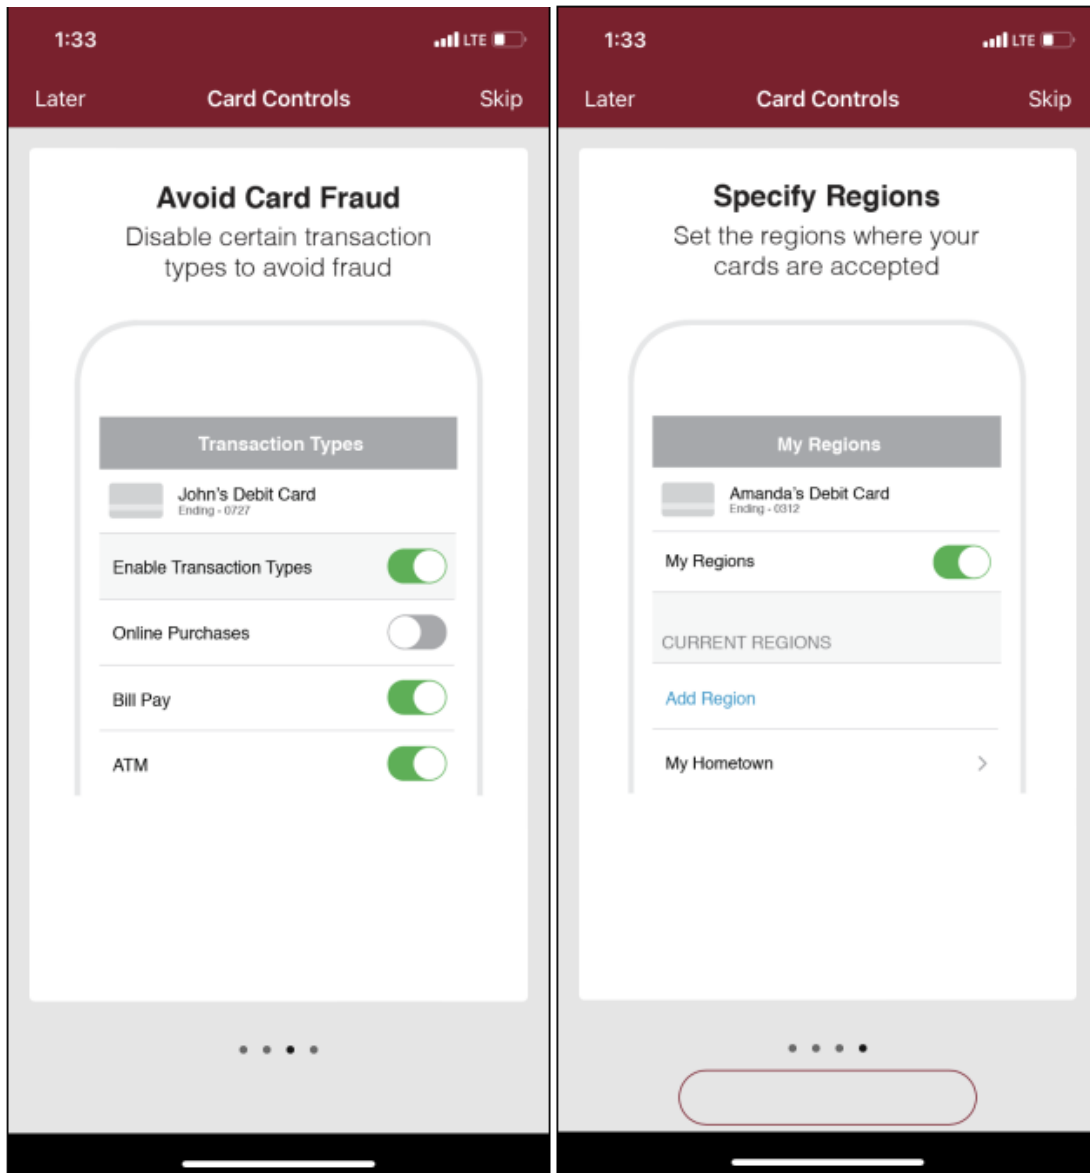 1:33
LTE
Later
Card Controls
Skip
Avoid Card Fraud
Disable certain transaction
types to avoid fraud
Transaction Types
John's Debit Card
Ending - 0727
Enable Transaction Types
Online Purchases
Bill Pay
ATM
1:33
LTE
Later
Card Controls
Skip
Specify Regions
Set the regions where your
cards are accepted
My Regions
Amanda's Debit Card
Ending - 0312
My Regions
CURRENT REGIONS
Add Region
My Hometown